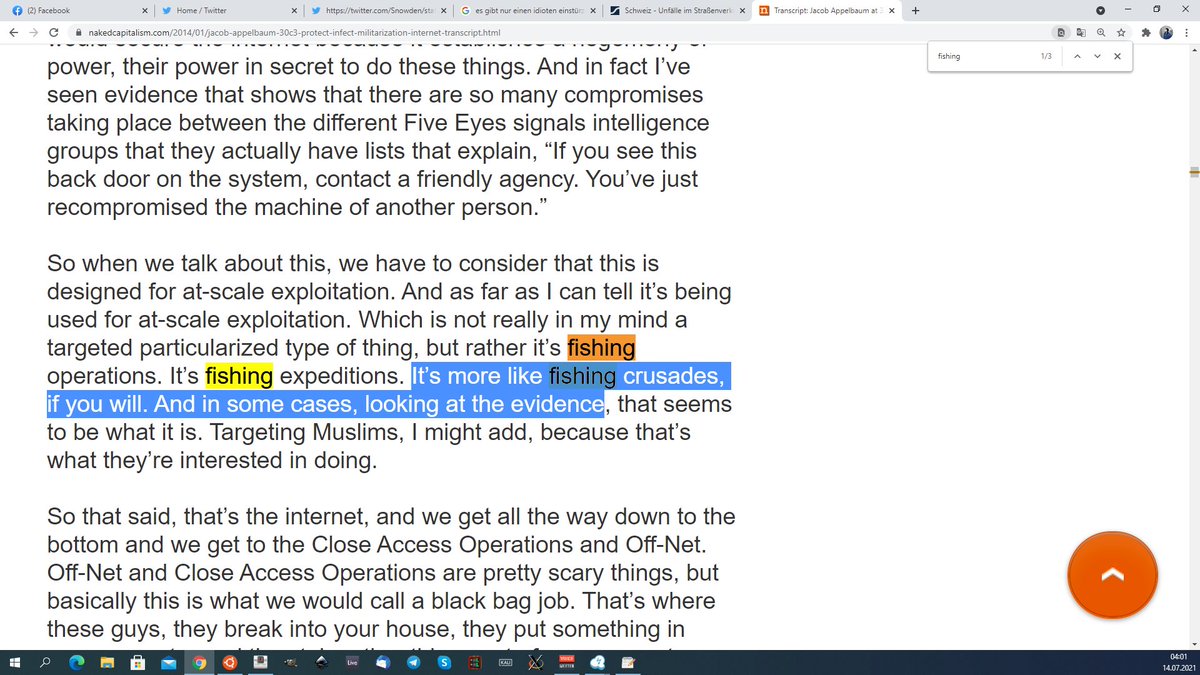 (2) Facebook
Home / Twitter
https://twitter.com/Snowden/sta
es gibt nur einen idioten einstür
Schweiz - Unfälle im Straßenverk
Transcript: Jacob Appelbaum at 3
nakedcapitalism.com/2014/01/jacob-appelbaum-30c3-protect-infect-militarization-internet-transcript.html
fishing 1/3
would secure the internet because it establishes a hegemony of
power, their power in secret to do these things. And in fact I’ve
seen evidence that shows that there are so many compromises
taking place between the different Five Eyes signals intelligence
groups that they actually have lists that explain, “If you see this
back door on the system, contact a friendly agency. You’ve just
recompromised the machine of another person.”
So when we talk about this, we have to consider that this is
designed for at-scale exploitation. And as far as I can tell it’s being
used for at-scale exploitation. Which is not really in my mind a
targeted particularized type of thing, but rather it’s fishing
operations. It’s fishing expeditions. It’s more like fishing crusades,
if you will. And in some cases, looking at the evidence, that seems
to be what it is. Targeting Muslims, I might add, because that’s
what they’re interested in doing.
So that said, that’s the internet, and we get all the way down to the
bottom and we get to the Close Access Operations and Off-Net.
Off-Net and Close Access Operations are pretty scary things, but
basically this is what we would call a black bag job. That’s where
these guys, they break into your house, they put something in
Live
KALI
04:01
14.07.2021